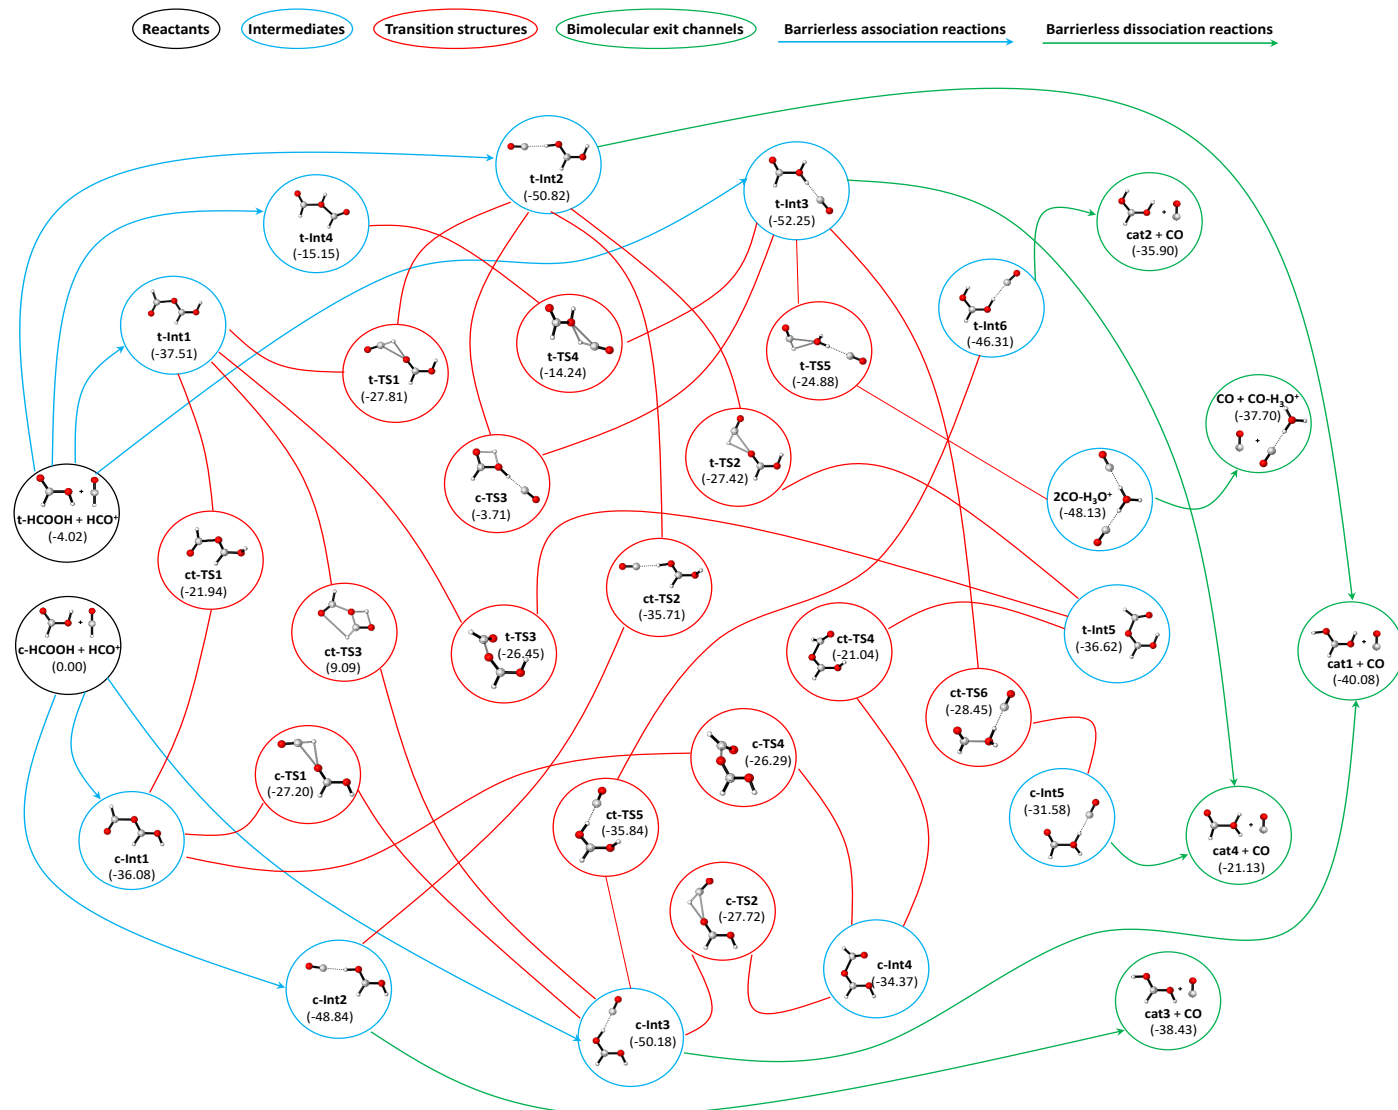 Reactants
Intermediates
Transition structures
Bimolecular exit channels
Barrierless association reactions
Barrierless dissociation reactions
t-Int2
(-50.82)
t-Int3
(-52.25)
t-Int4
(-15.15)
cat2 + CO
(-35.90)
t-Int1
(-37.51)
t-TS1
(-27.81)
t-TS4
(-14.24)
t-TS5
(-24.88)
t-Int6
(-46.31)
CO + CO-H₃O⁺
(-37.70)
t-TS2
(-27.42)
c-TS3
(-3.71)
2CO-H₃O⁺
(-48.13)
t-HCOOH + HCO⁺
(-4.02)
ct-TS1
(-21.94)
ct-TS2
(-35.71)
c-HCOOH + HCO⁺
(0.00)
ct-TS3
(9.09)
t-TS3
(-26.45)
ct-TS4
(-21.04)
t-Int5
(-36.62)
cat1 + CO
(-40.08)
ct-TS6
(-28.45)
c-TS1
(-27.20)
c-TS4
(-26.29)
c-Int5
(-31.58)
ct-TS5
(-35.84)
c-Int1
(-36.08)
cat4 + CO
(-21.13)
c-TS2
(-27.72)
c-Int2
(-48.84)
c-Int4
(-34.37)
c-Int3
(-50.18)
cat3 + CO
(-38.43)